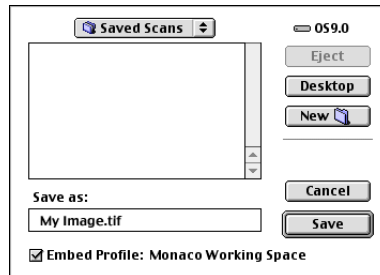 Saved Scans
OS9.0
Eject
Desktop
New
Save as:
My Image.tif
Cancel
Save
Embed Profile: Monaco Working Space